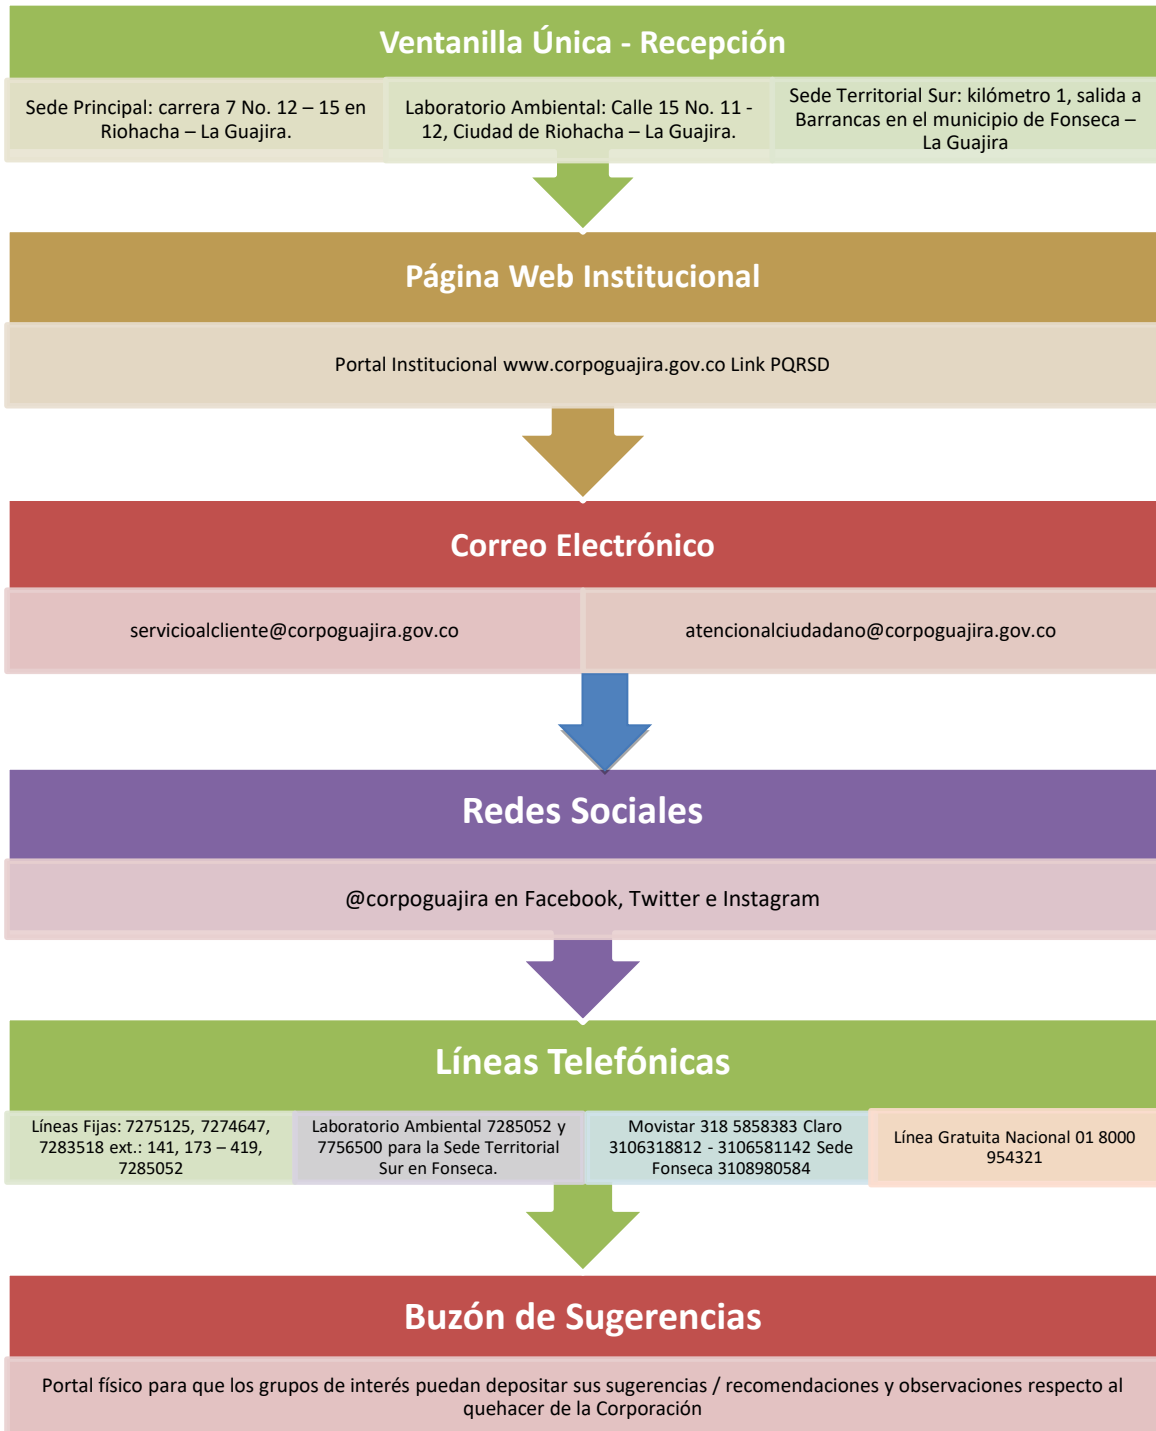 Ventanilla Única - Recepción
Sede Principal: carrera 7 No. 12 – 15 en
Riohacha – La Guajira.
Laboratorio Ambiental: Calle 15 No. 11 -
12, Ciudad de Riohacha – La Guajira.
Sede Territorial Sur: kilómetro 1, salida a
Barrancas en el municipio de Fonseca –
La Guajira
Página Web Institucional
Portal Institucional www.corpoguajira.gov.co Link PQRSD
Correo Electrónico
servicioalcliente@corpoguajira.gov.co
atencionalciudadano@corpoguajira.gov.co
Redes Sociales
@corpoguajira en Facebook, Twitter e Instagram
Líneas Telefónicas
Líneas Fijas: 7275125, 7274647,
7283518 ext.: 141, 173 – 419,
7285052
Laboratorio Ambiental 7285052 y
7756500 para la Sede Territorial
Sur en Fonseca.
Movistar 318 5858383 Claro
3106318812 - 3106581142 Sede
Fonseca 3108980584
Línea Gratuita Nacional 01 8000
954321
Buzón de Sugerencias
Portal físico para que los grupos de interés puedan depositar sus sugerencias / recomendaciones y observaciones respecto al
quehacer de la Corporación